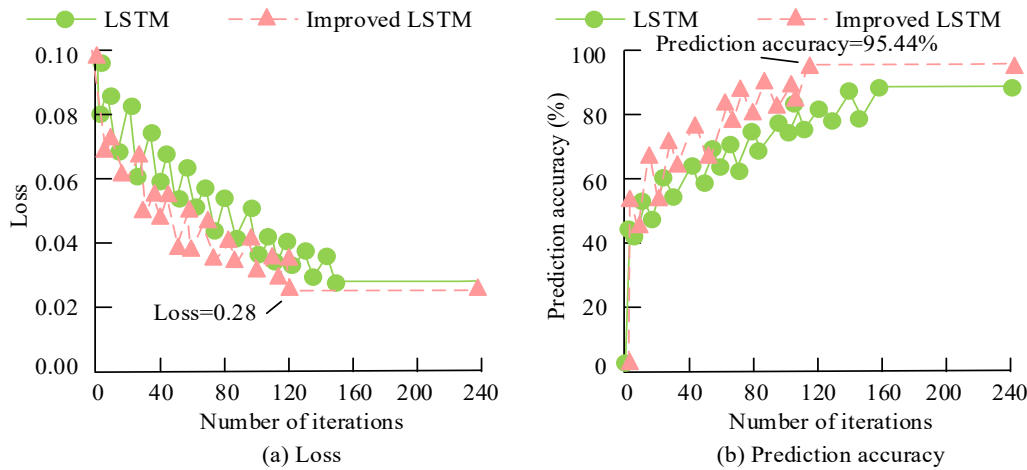 LSTM Improved LSTM
0.10
0.08
0.06
0.04
0.02
0.00
Loss
Loss=0.28
0 40 80 120 160 200 240
Number of iterations
(a) Loss
LSTM Improved LSTM
Prediction accuracy=95.44%
100
80
60
40
20
0
Prediction accuracy (%)
0 40 80 120 160 200 240
Number of iterations
(b) Prediction accuracy